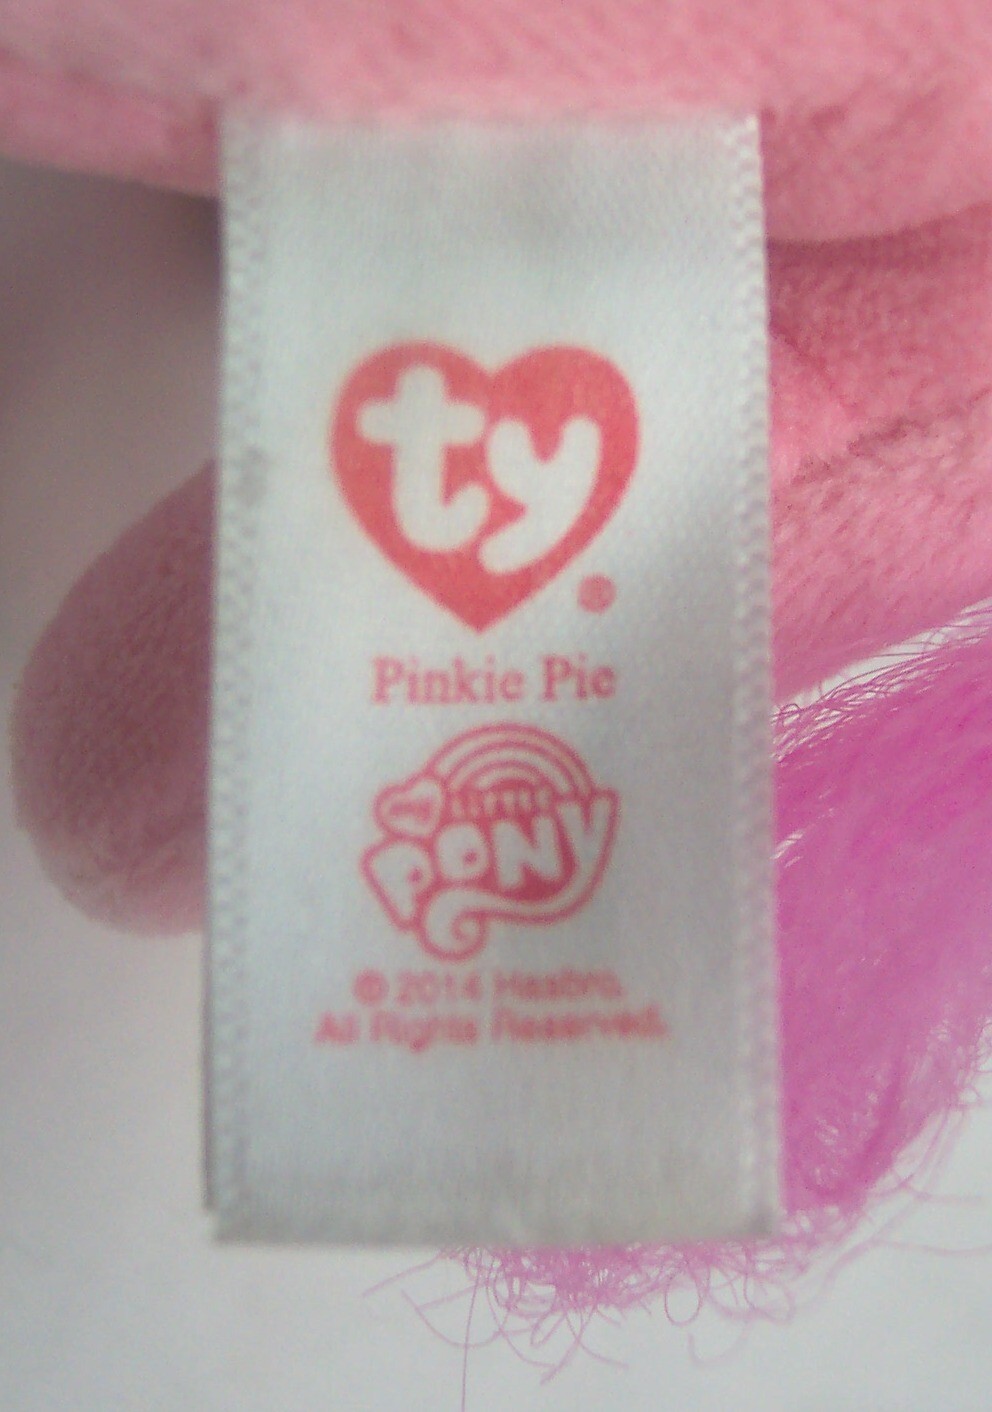 ty®
Pinkie Pie
MY LITTLE
PONY
© 2014 Hasbro.
All Rights Reserved.